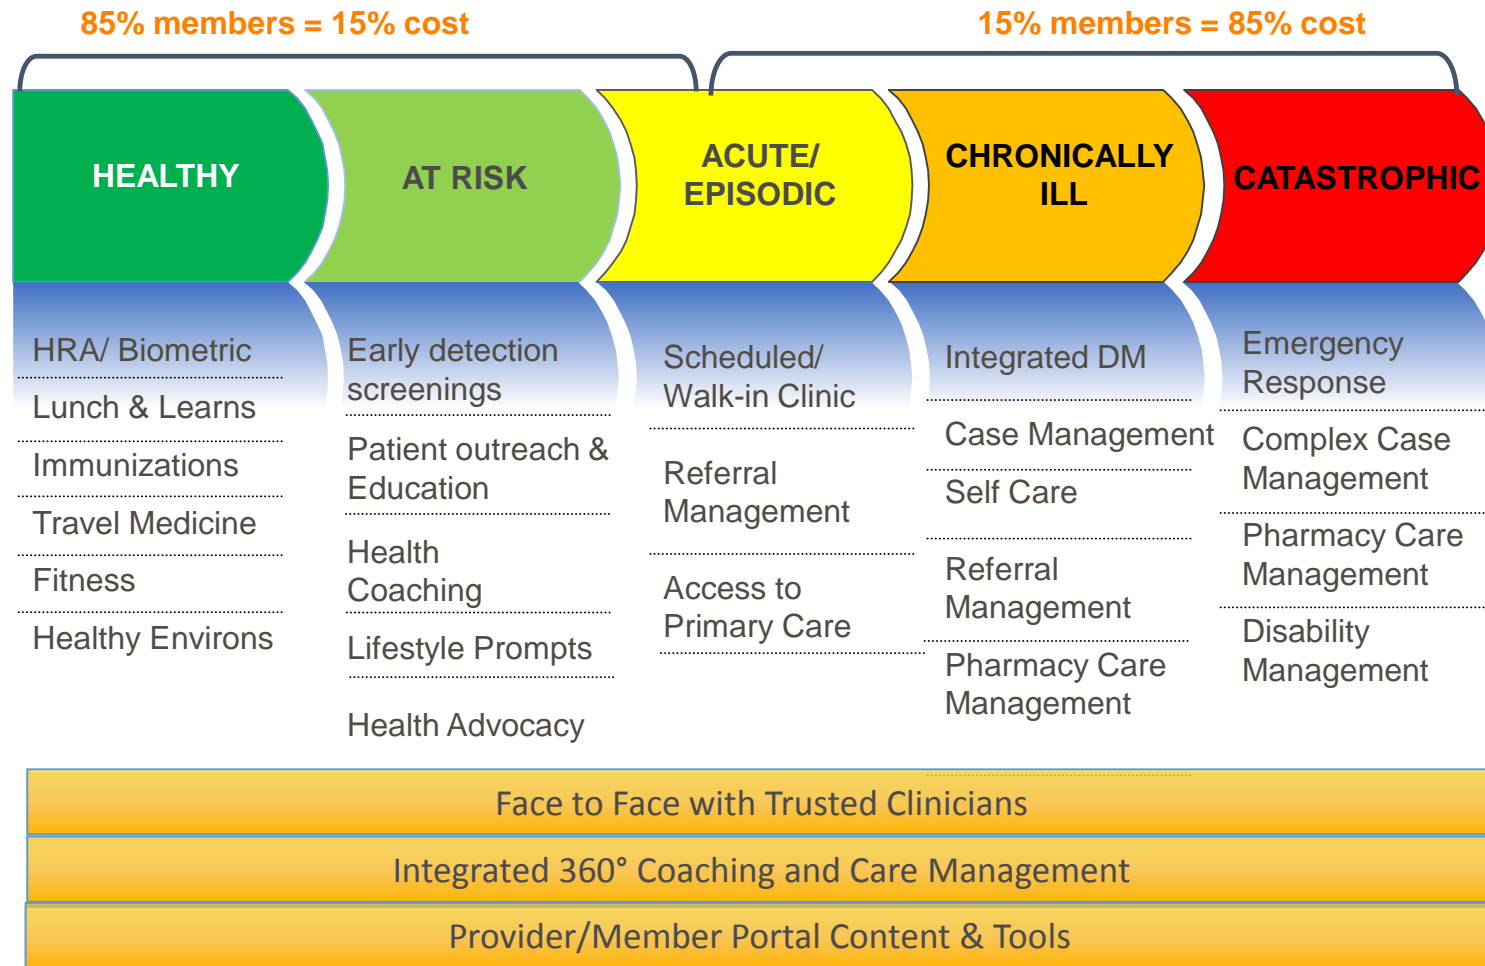 85% members = 15% cost
15% members = 85% cost
HEALTHY
AT RISK
ACUTE/
EPISODIC
CHRONICALLY
ILL
CATASTROPHIC
HRA/ Biometric
Lunch & Learns
Immunizations
Travel Medicine
Fitness
Healthy Environs
Early detection
screenings
Patient outreach &
Education
Health
Coaching
Lifestyle Prompts
Health Advocacy
Scheduled/
Walk-in Clinic
Referral
Management
Access to
Primary Care
Integrated DM
Case Management
Self Care
Referral
Management
Pharmacy Care
Management
Emergency
Response
Complex Case
Management
Pharmacy Care
Management
Disability
Management
Face to Face with Trusted Clinicians
Integrated 360° Coaching and Care Management
Provider/Member Portal Content & Tools